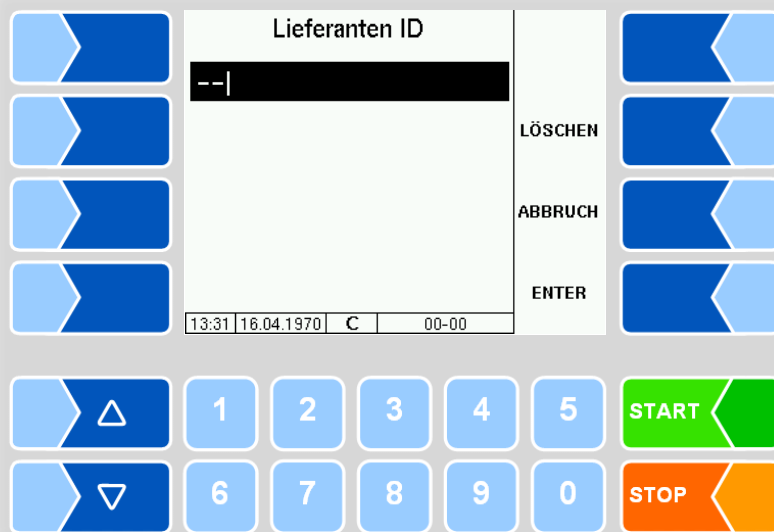 Lieferanten ID
--
LÖSCHEN
ABBRUCH
ENTER
13:31 16.04.1970 C 00-00
1 2 3 4 5 START
6 7 8 9 0 STOP